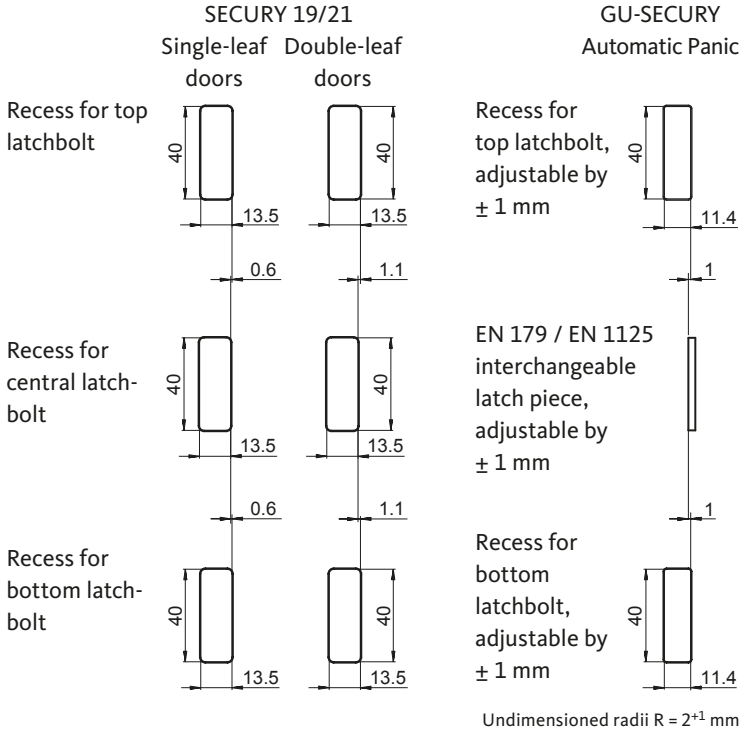 SECURY 19/21
Single-leaf doors
Double-leaf doors
GU-SECURY
Automatic Panic
Recess for top
latchbolt
40
13.5
40
13.5
Recess for
top latchbolt,
adjustable by
± 1 mm
40
11.4
0.6
1.1
1
Recess for
central latch-
bolt
40
13.5
40
13.5
EN 179 / EN 1125
interchangeable
latch piece,
adjustable by
± 1 mm
0.6
1.1
1
Recess for
bottom latch-
bolt
40
13.5
40
13.5
Recess for
bottom
latchbolt,
adjustable by
± 1 mm
40
11.4
Undimensioned radii R = 2+1 mm